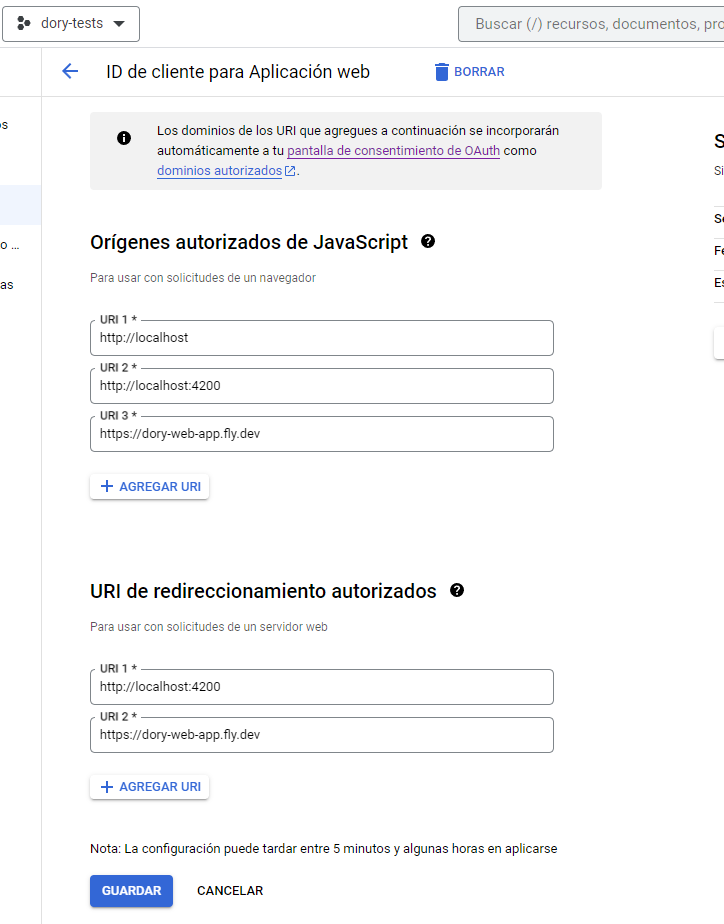 dory-tests
Buscar (/) recursos, documentos, pro
ID de cliente para Aplicación web
BORRAR
Los dominios de los URI que agregues a continuación se incorporarán
automáticamente a tu pantalla de consentimiento de OAuth como
dominios autorizados.
os
o ...
as
S
Si
Se
Fe
Es
Orígenes autorizados de JavaScript
Para usar con solicitudes de un navegador
URI 1 *
http://localhost
URI 2 *
http://localhost:4200
URI 3 *
https://dory-web-app.fly.dev
AGREGAR URI
URI de redireccionamiento autorizados
Para usar con solicitudes de un servidor web
URI 1 *
http://localhost:4200
URI 2 *
https://dory-web-app.fly.dev
AGREGAR URI
Nota: La configuración puede tardar entre 5 minutos y algunas horas en aplicarse
GUARDAR
CANCELAR